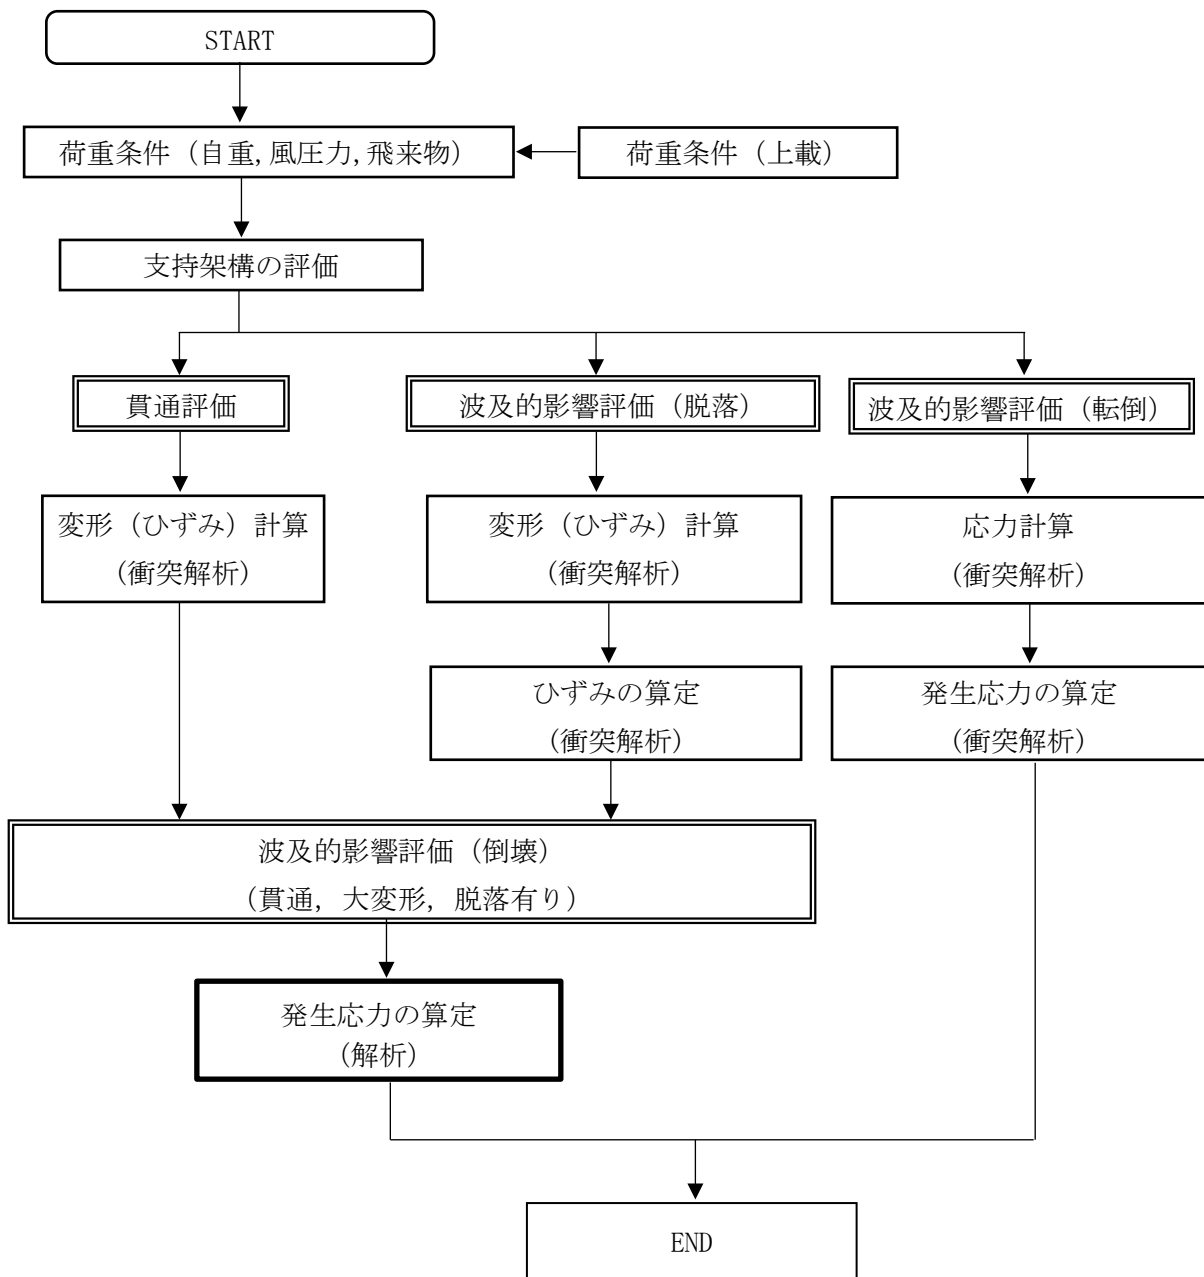 START
荷重条件（自重,風圧力,飛来物）
荷重条件（上載）
支持架構の評価
貫通評価
波及的影響評価（脱落）
波及的影響評価（転倒）
変形（ひずみ）計算
（衝突解析）
変形（ひずみ）計算
（衝突解析）
応力計算
（衝突解析）
ひずみの算定
（衝突解析）
発生応力の算定
（衝突解析）
波及的影響評価（倒壊）
（貫通，大変形，脱落有り）
発生応力の算定
（解析）
END